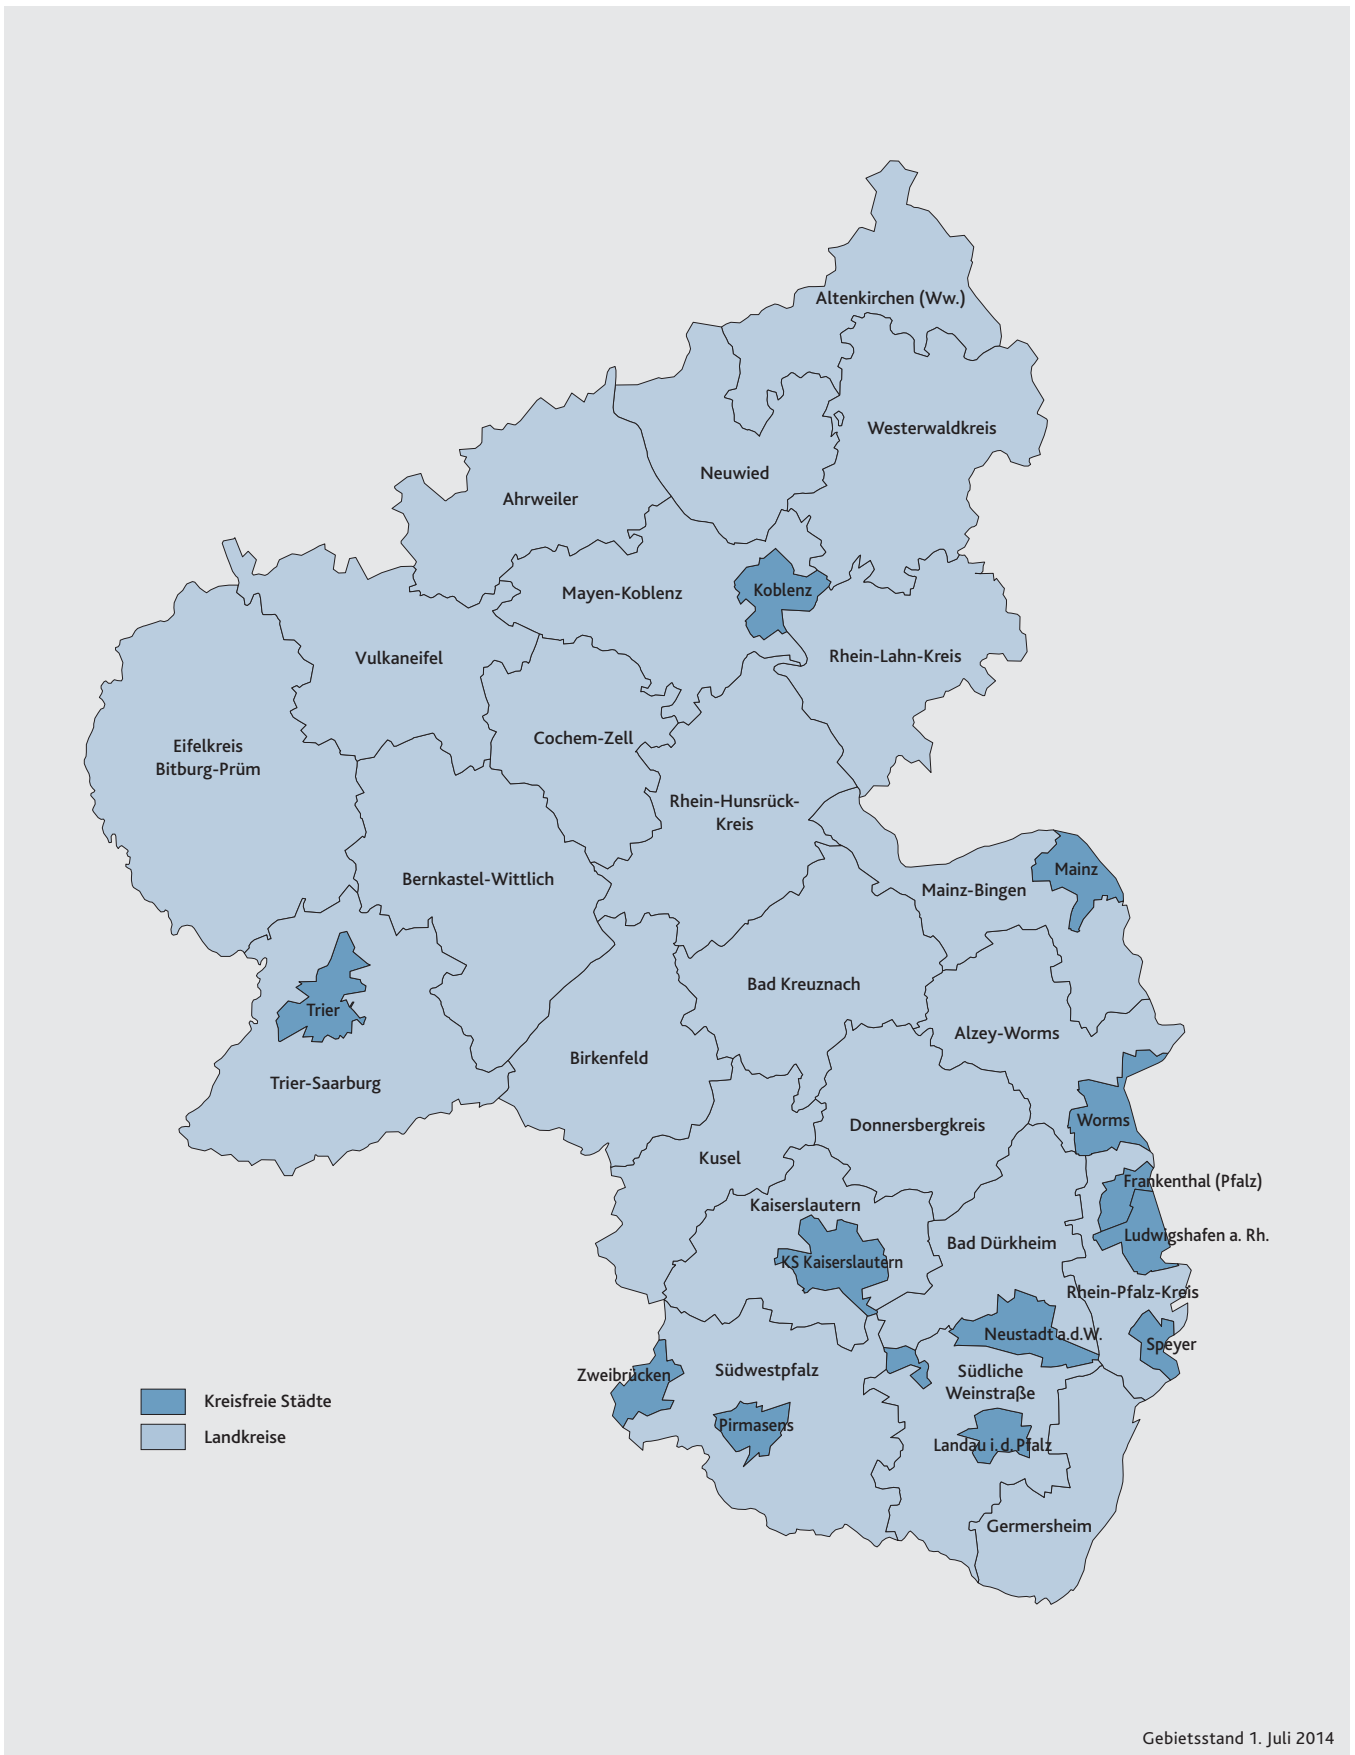 Altenkirchen (Ww.)
Westerwaldkreis
Neuwied
Ahrweiler
Mayen-Koblenz
Koblenz
Vulkaneifel
Rhein-Lahn-Kreis
Cochem-Zell
Eifelkreis
Bitburg-Prüm
Rhein-Hunsrück-
Kreis
Mainz
Bernkastel-Wittlich
Mainz-Bingen
Bad Kreuznach
Trier
Alzey-Worms
Birkenfeld
Trier-Saarburg
Worms
Donnersbergkreis
Kusel
Frankenthal (Pfalz)
Kaiserslautern
Ludwigshafen a. Rh.
Bad Dürkheim
KS Kaiserslautern
Rhein-Pfalz-Kreis
Neustadt a.d.W.
Speyer
Zweibrücken
Südwestpfalz
Südliche
Weinstraße
Pirmasens
Landau i. d. Pfalz
Germersheim
Kreisfreie Städte
Landkreise
Gebietsstand 1. Juli 2014